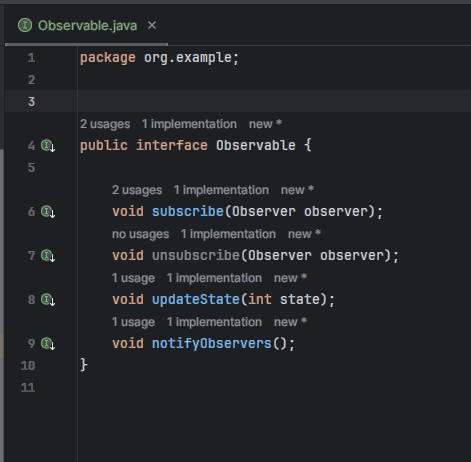 Observable.java
1 package org.example;
2
3
2 usages 1 implementation new *
4 public interface Observable {
5
2 usages 1 implementation new *
6 void subscribe(Observer observer);
no usages 1 implementation new *
7 void unsubscribe(Observer observer);
1 usage 1 implementation new *
8 void updateState(int state);
1 usage 1 implementation new *
9 void notifyObservers();
10 }
11